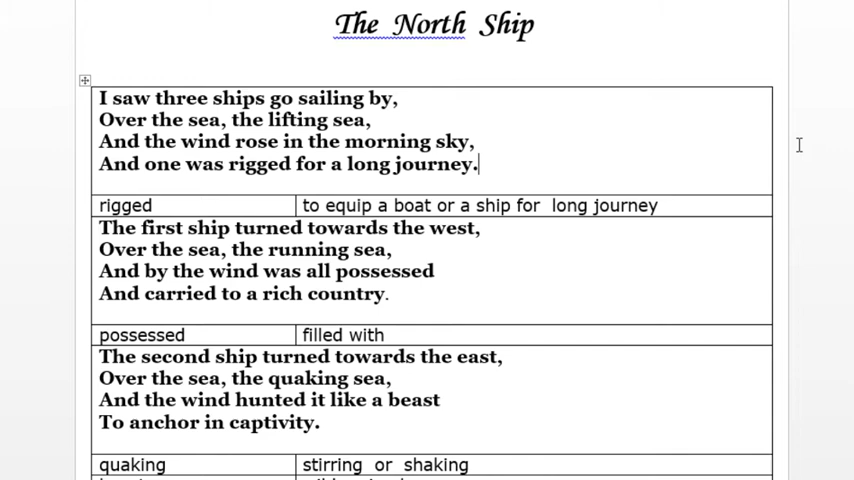 The North Ship
I saw three ships go sailing by,
Over the sea, the lifting sea,
And the wind rose in the morning sky,
And one was rigged for a long journey.
rigged to equip a boat or a ship for long journey
The first ship turned towards the west,
Over the sea, the running sea,
And by the wind was all possessed
And carried to a rich country.
possessed filled with
The second ship turned towards the east,
Over the sea, the quaking sea,
And the wind hunted it like a beast
To anchor in captivity.
quaking stirring or shaking